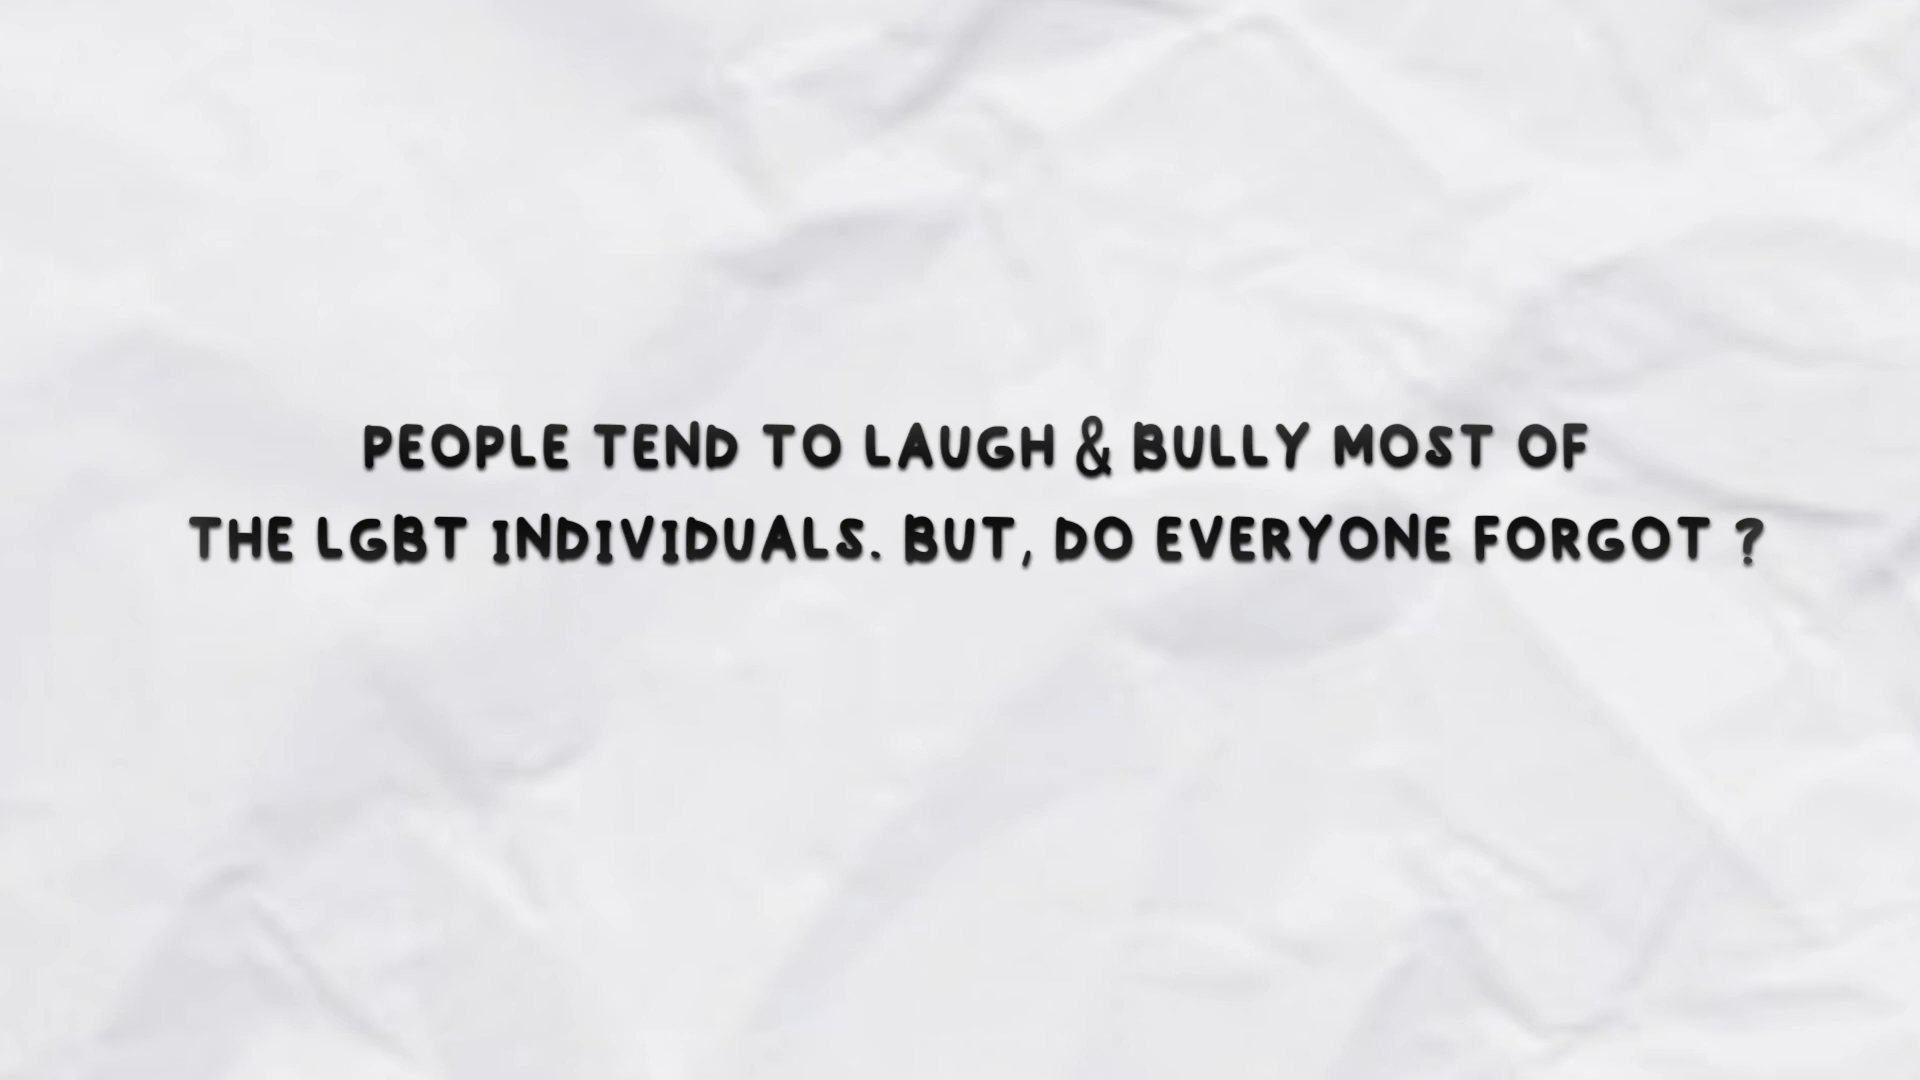 PEOPLE TEND TO LAUGH & BULLY MOST OF
THE LGBT INDIVIDUALS. BUT, DO EVERYONE FORGOT ?